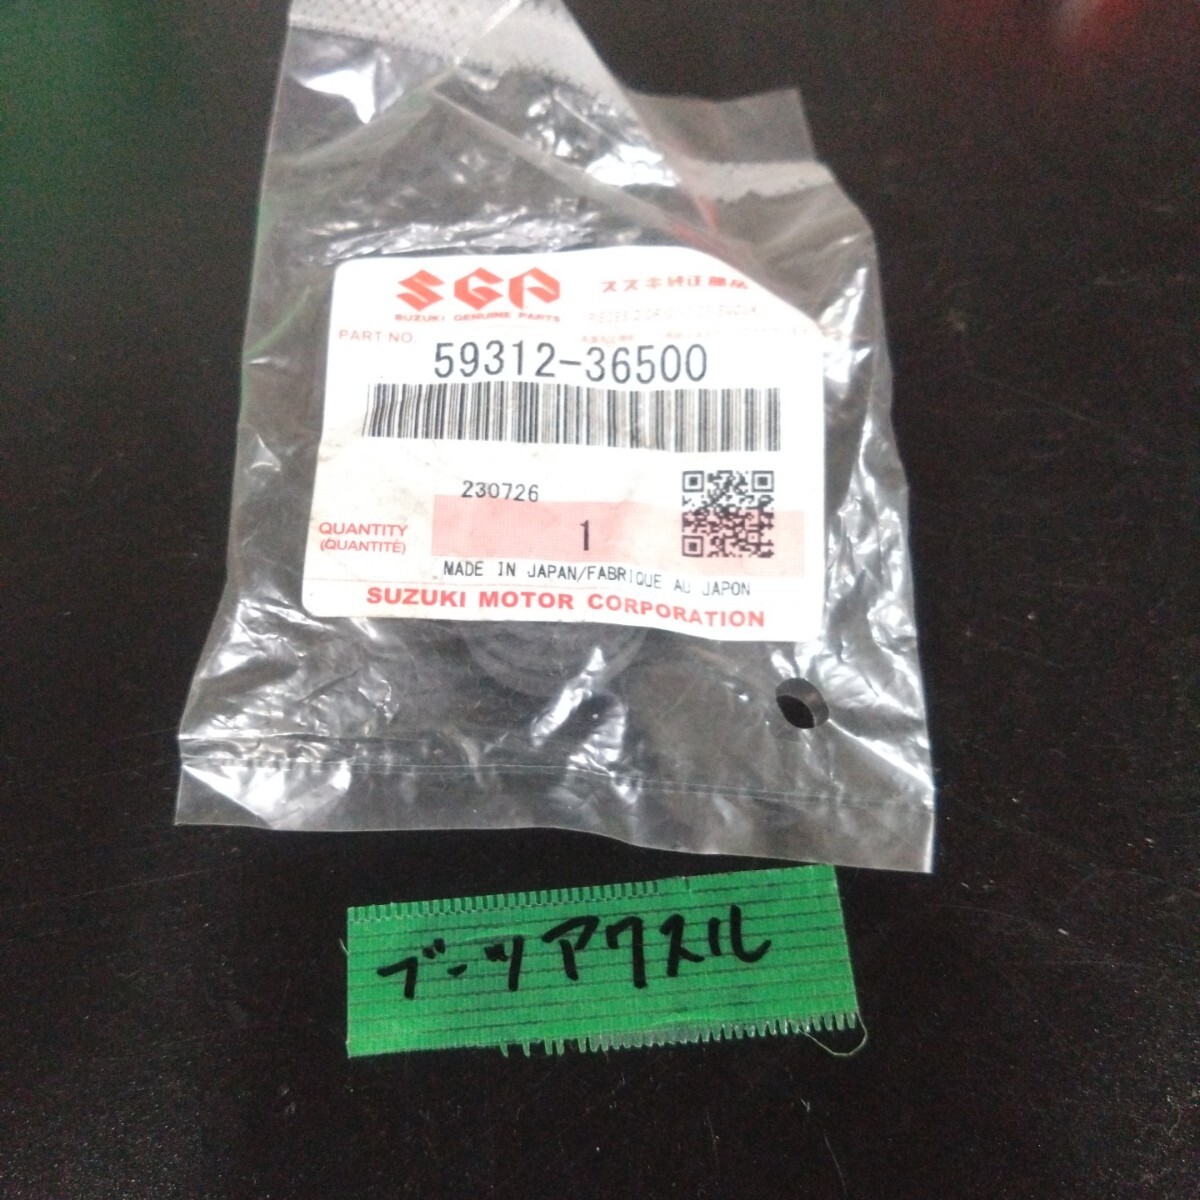 SGP
SUZUKI GENUINE PARTS
スズキ純正部品
PART NO.
59312-36500
230726
QUANTITY
(QUANTITÉ)
1
MADE IN JAPAN/FABRIQUE AU JAPON
SUZUKI MOTOR CORPORATION
ブーツアクスル